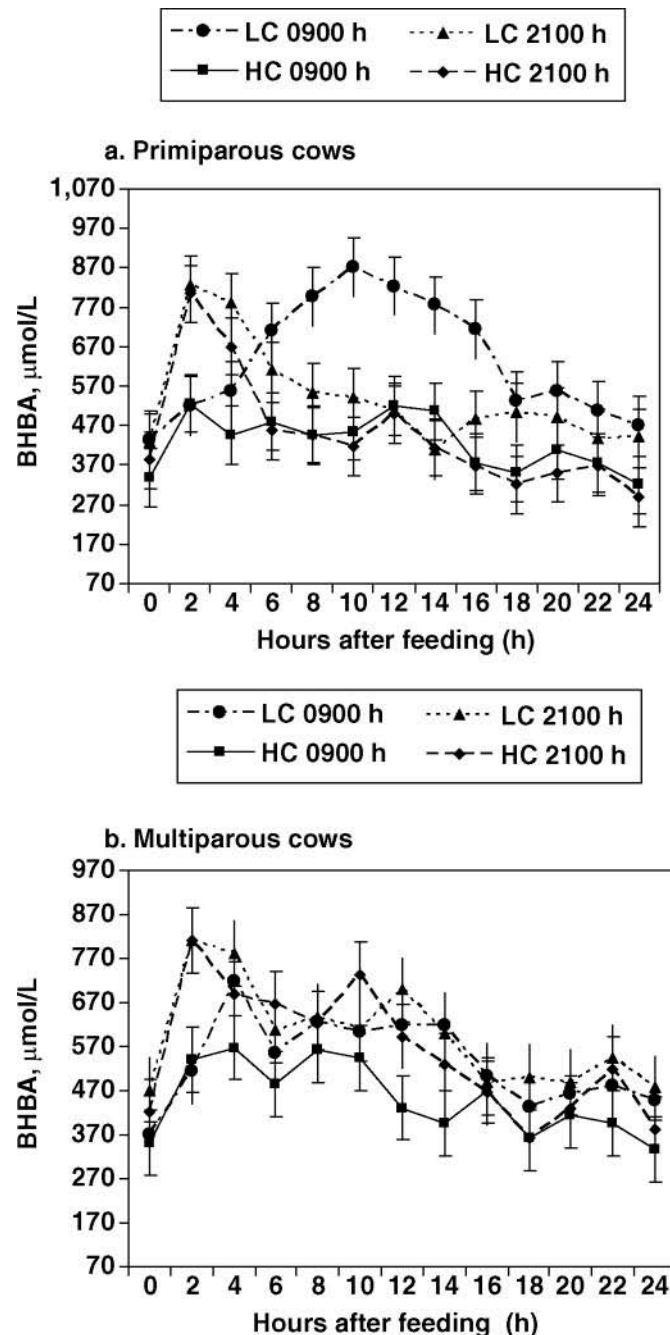 LC 0900 h LC 2100 h
HC 0900 h HC 2100 h
a. Primiparous cows
1,070
970
870
770
670
570
470
370
270
170
70
BHBA, μmol/L
0 2 4 6 8 10 12 14 16 18 20 22 24
Hours after feeding (h)
LC 0900 h LC 2100 h
HC 0900 h HC 2100 h
b. Multiparous cows
970
870
770
670
570
470
370
270
170
70
BHBA, μmol/L
0 2 4 6 8 10 12 14 16 18 20 22 24
Hours after feeding (h)